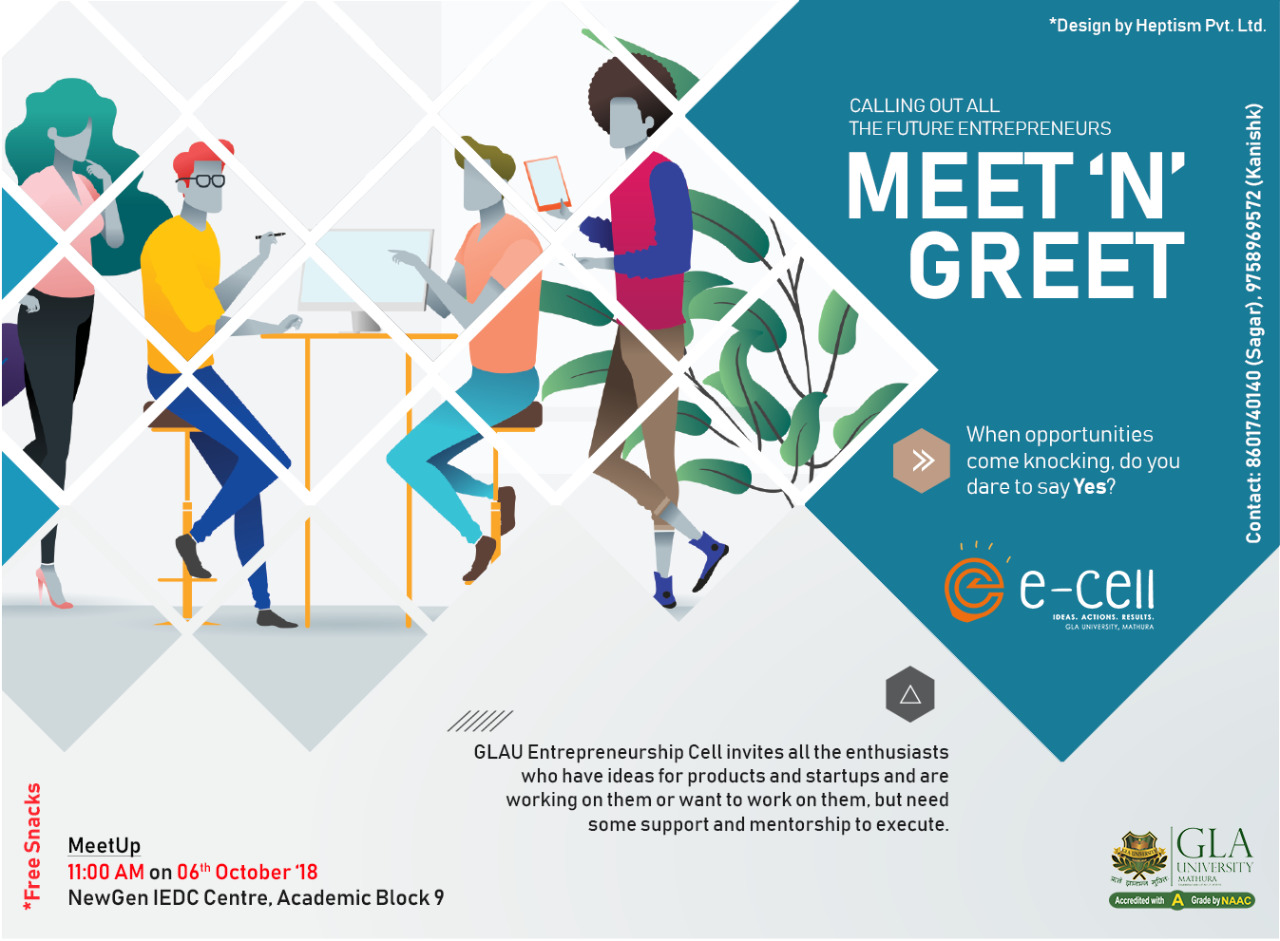 *Design by Heptism Pvt. Ltd.
CALLING OUT ALL
THE FUTURE ENTREPRENEURS
MEET ‘N’
GREET
Contact: 8601740140 (Sagar), 9758969572 (Kanishk)
When opportunities
come knocking, do you
dare to say Yes?
e-cell
IDEAS. ACTIONS. RESULTS.
GLA UNIVERSITY, MATHURA
GLAU Entrepreneurship Cell invites all the enthusiasts
who have ideas for products and startups and are
working on them or want to work on them, but need
some support and mentorship to execute.
*Free Snacks
MeetUp
11:00 AM on 06th October ‘18
NewGen IEDC Centre, Academic Block 9
GLA
UNIVERSITY
MATHURA
Accredited with A Grade by NAAC